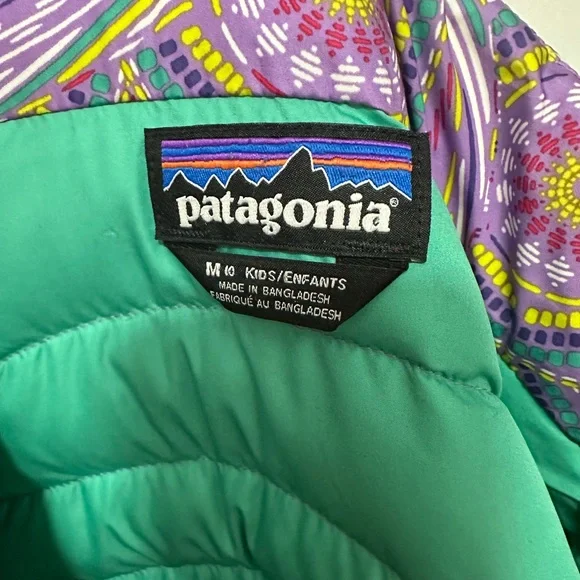 patagonia®
M 10 KIDS/ENFANTS
MADE IN BANGLADESH
FABRIQUÉ AU BANGLADESH